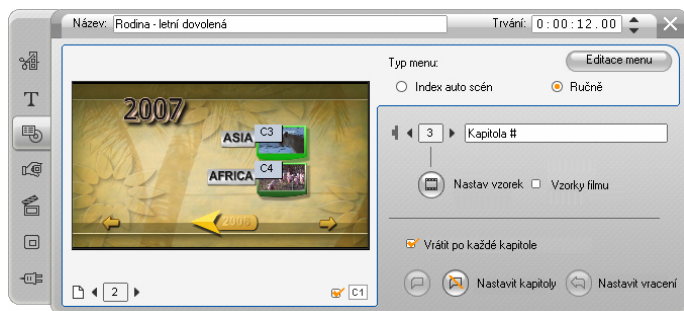 Název: Rodina - letní dovolená
Trvání: 0:00:12.00
Typ menu:
Editace menu
Index auto scén
Ručně
2007
ASIA C3
AFRICA C4
2006
T
3 Kapitola #
Nastav vzorek
Vzorky filmu
Vrátit po každé kapitole
Nastavit kapitoly
Nastavit vracení
2
C1